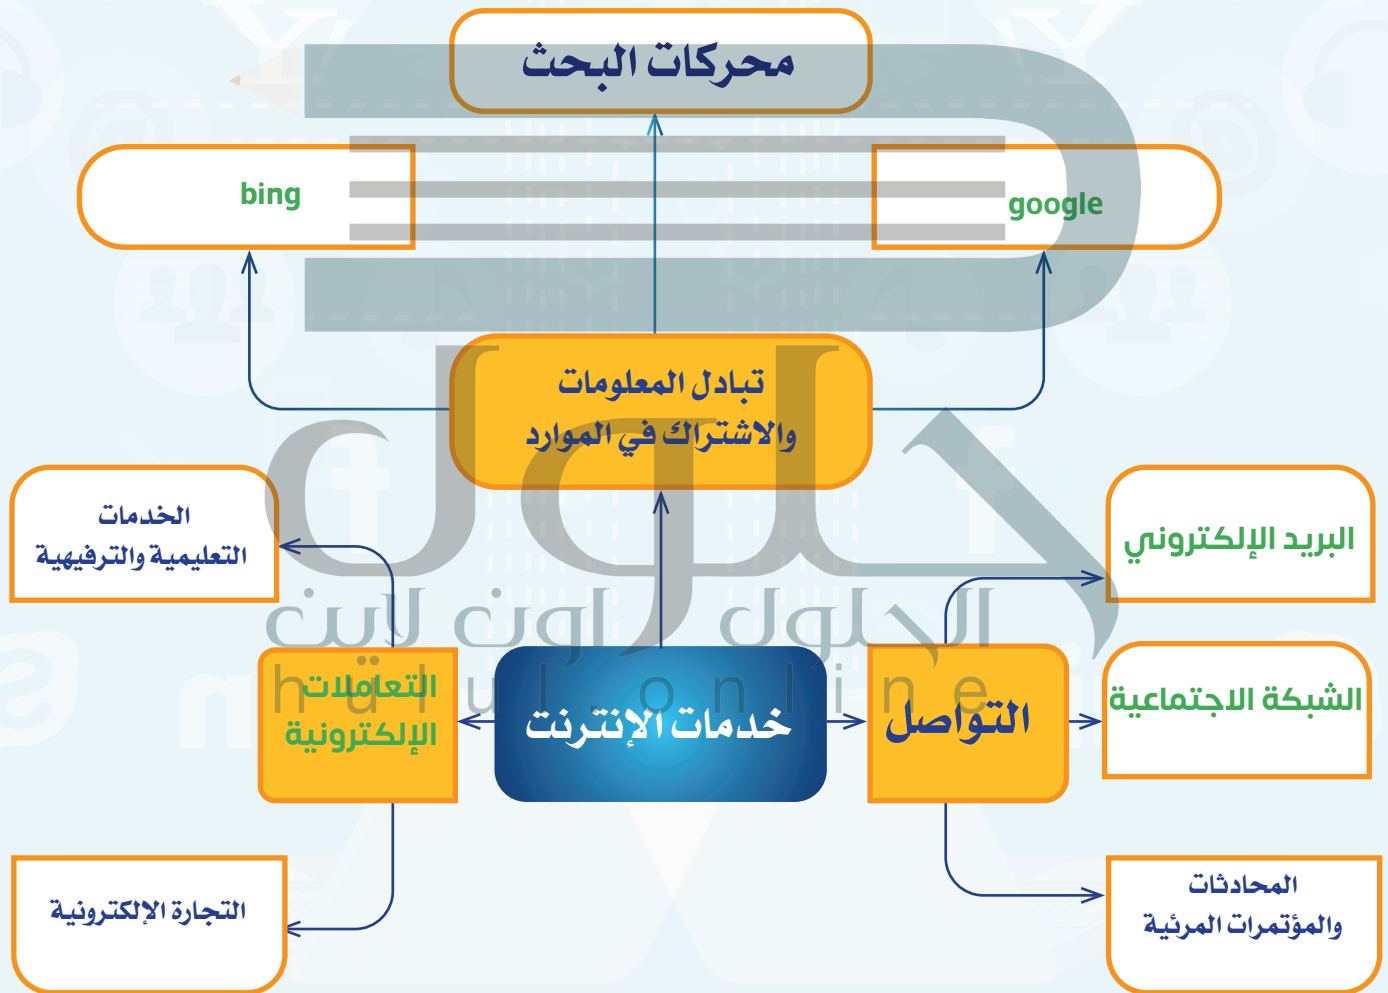 محركات البحث
google
bing
تبادل المعلومات
والاشتراك في الموارد
البريد الإلكتروني
الخدمات
التعليمية والترفيهية
حلول
الحلول اون لاين
hulul.online
الشبكة الاجتماعية
التواصل
خدمات الإنترنت
التعاملات
الإلكترونية
المحادثات
والمؤتمرات المرئية
التجارة الإلكترونية